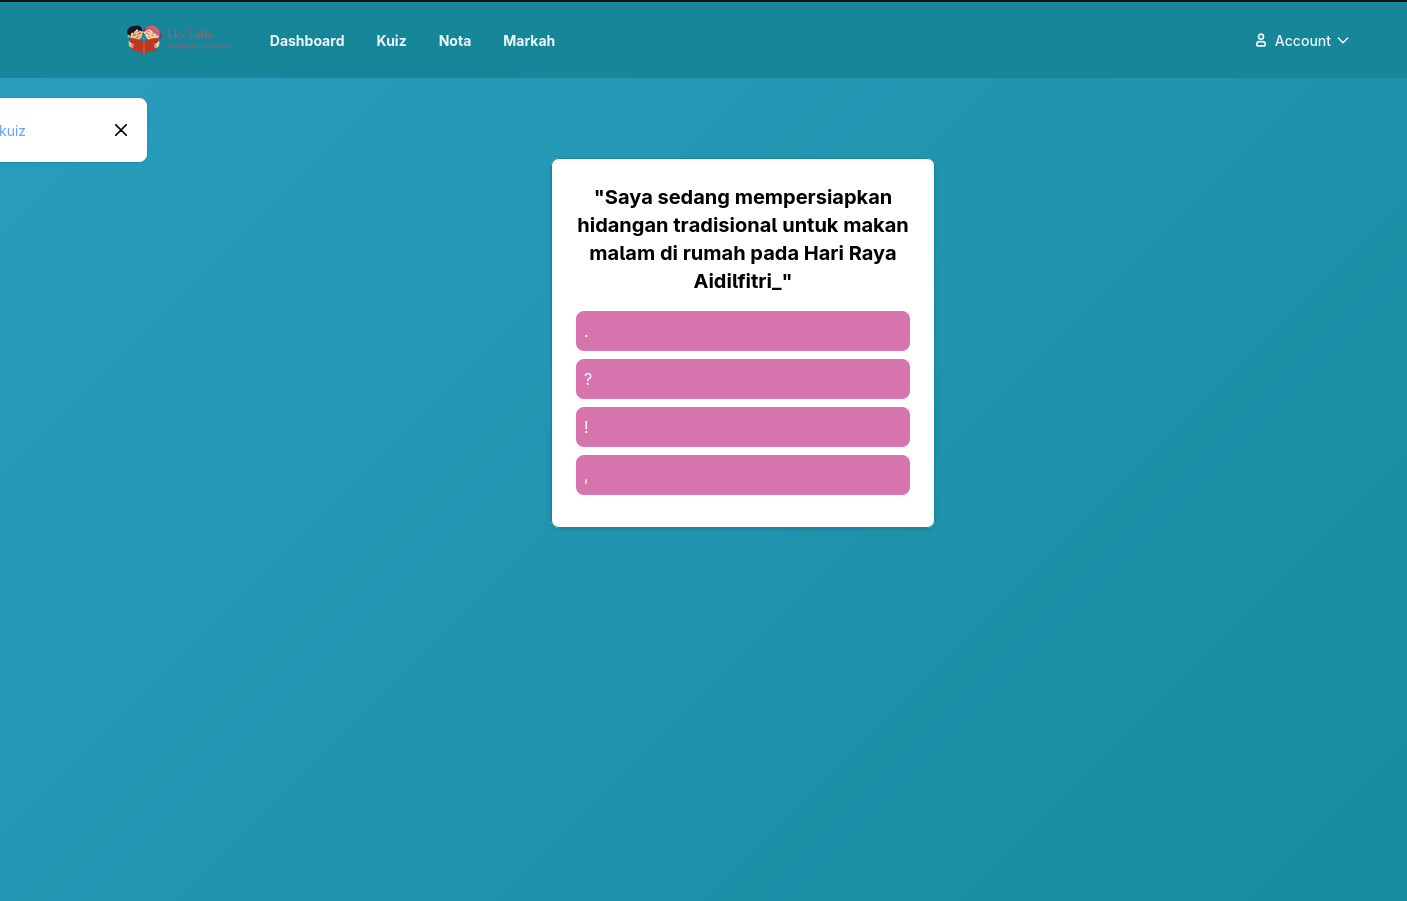 Dashboard Kuiz Nota Markah Account
kuiz
"Saya sedang mempersiapkan
hidangan tradisional untuk makan
malam di rumah pada Hari Raya
Aidilfitri_"
.
?
!
,